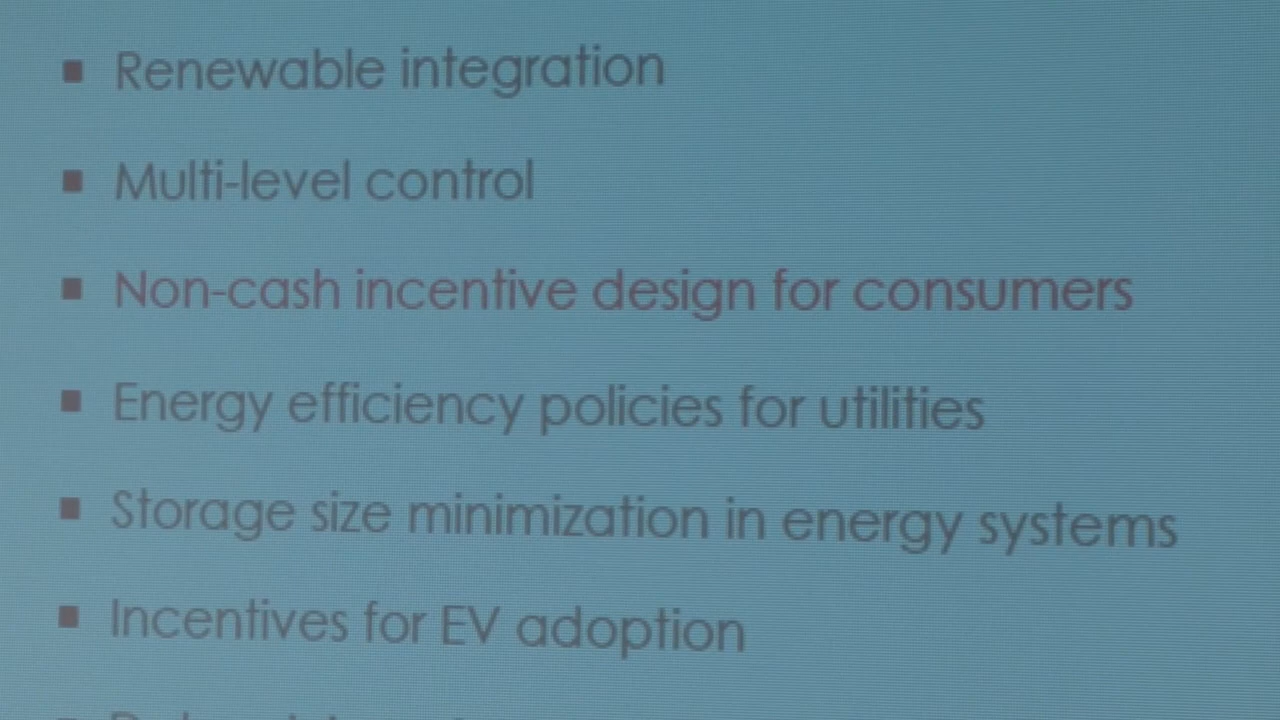 Renewable integration
Multi-level control
Non-cash incentive design for consumers
Energy efficiency policies for utilities
Storage size minimization in energy systems
Incentives for EV adoption